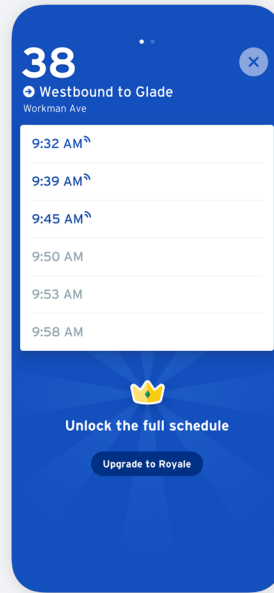 38
Westbound to Glade
Workman Ave
9:32 AM
9:39 AM
9:45 AM
9:50 AM
9:53 AM
9:58 AM
Unlock the full schedule
Upgrade to Royale